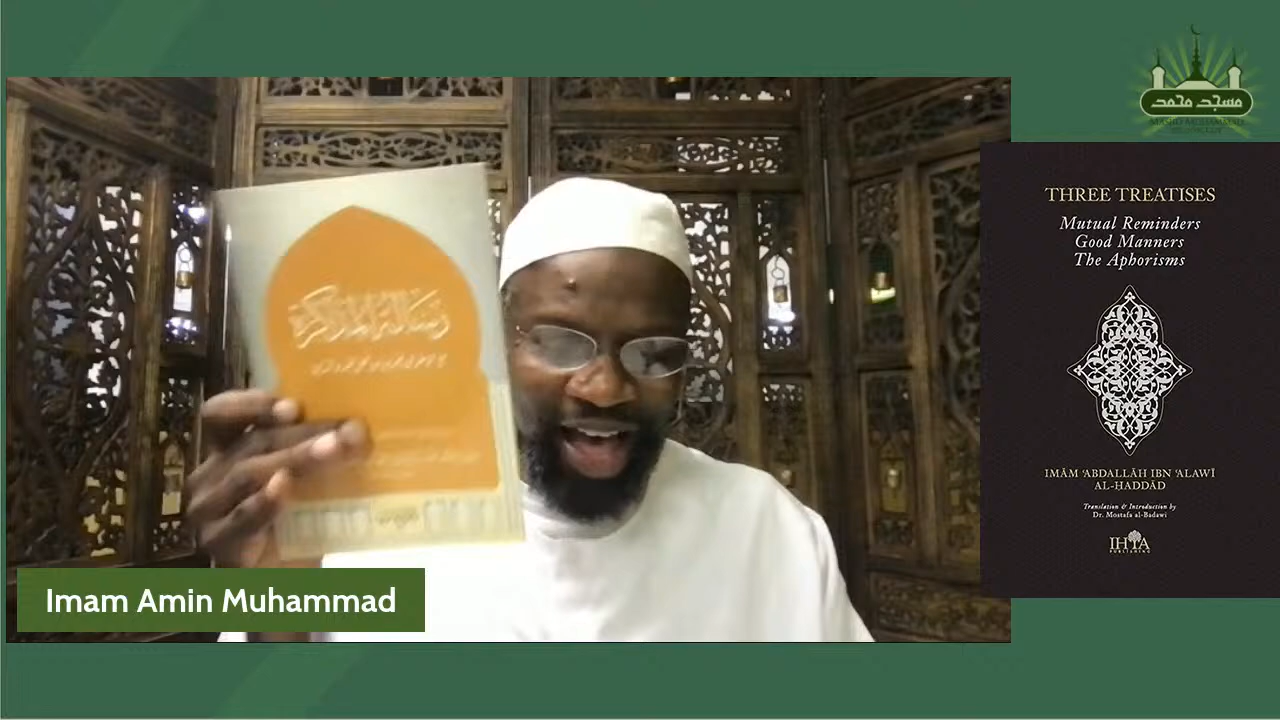 مسجد محمد
THREE TREATISES
Mutual Reminders
Good Manners
The Aphorisms
IMĀM ʿABDALLĀH IBN ʿALAWĪ
AL-ḤADDĀD
Translation & Introduction by
Dr. Mostafa al-Badawi
IHYA
PUBLISHING
Imam Amin Muhammad